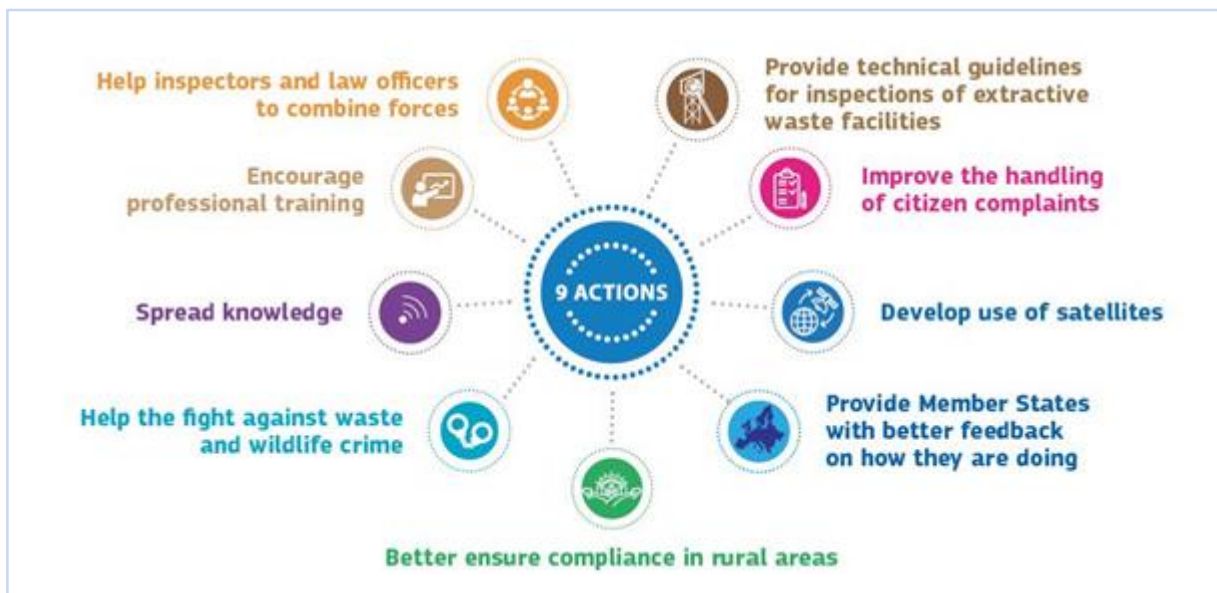 Help inspectors and law officers
to combine forces
Provide technical guidelines
for inspections of extractive
waste facilities
Encourage
professional training
Improve the handling
of citizen complaints
9 ACTIONS
Spread knowledge
Develop use of satellites
Help the fight against waste
and wildlife crime
Provide Member States
with better feedback
on how they are doing
Better ensure compliance in rural areas